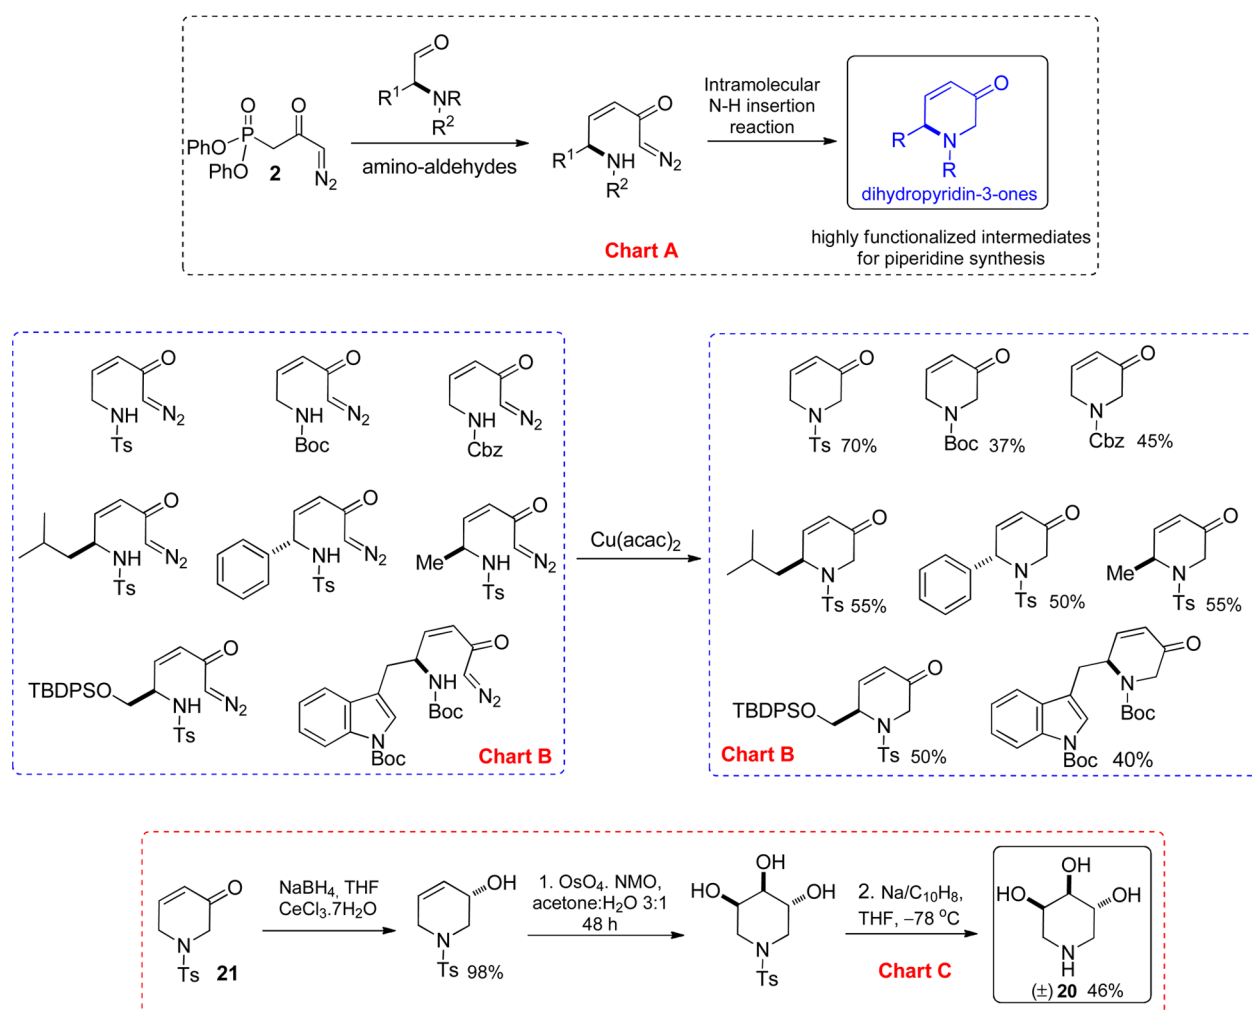 O
R¹
NR
R²
O
O
PhO
P
PhO
2
N₂
amino-aldehydes
O
R¹
NH
R²
N₂
Intramolecular
N-H insertion
reaction
O
R
N
R
dihydropyridin-3-ones
highly functionalized intermediates
for piperidine synthesis
Chart A
O
NH
N₂
Ts
O
NH
N₂
Boc
O
NH
N₂
Cbz
O
NH
N₂
Ts
O
NH
N₂
Ts
O
Me
NH
N₂
Ts
O
TBDPSO
NH
N₂
Ts
O
NH
N₂
Boc
N
Boc
Chart B
Cu(acac)₂
O
N
Ts 70%
O
N
Boc 37%
O
N
Cbz 45%
O
N
Ts 55%
O
N
Ts 50%
O
Me
N
Ts 55%
O
TBDPSO
N
Ts 50%
O
N
Boc
N
Boc 40%
Chart B
O
N
Ts 21
NaBH4, THF
CeCl₃.7H₂O
OH
N
Ts 98%
1. OsO₄. NMO,
acetone:H₂O 3:1
48 h
OH
HO
OH
N
Ts
2. Na/C₁₀H₈,
THF, –78 °C
Chart C
OH
HO
OH
N
H
(±) 20 46%